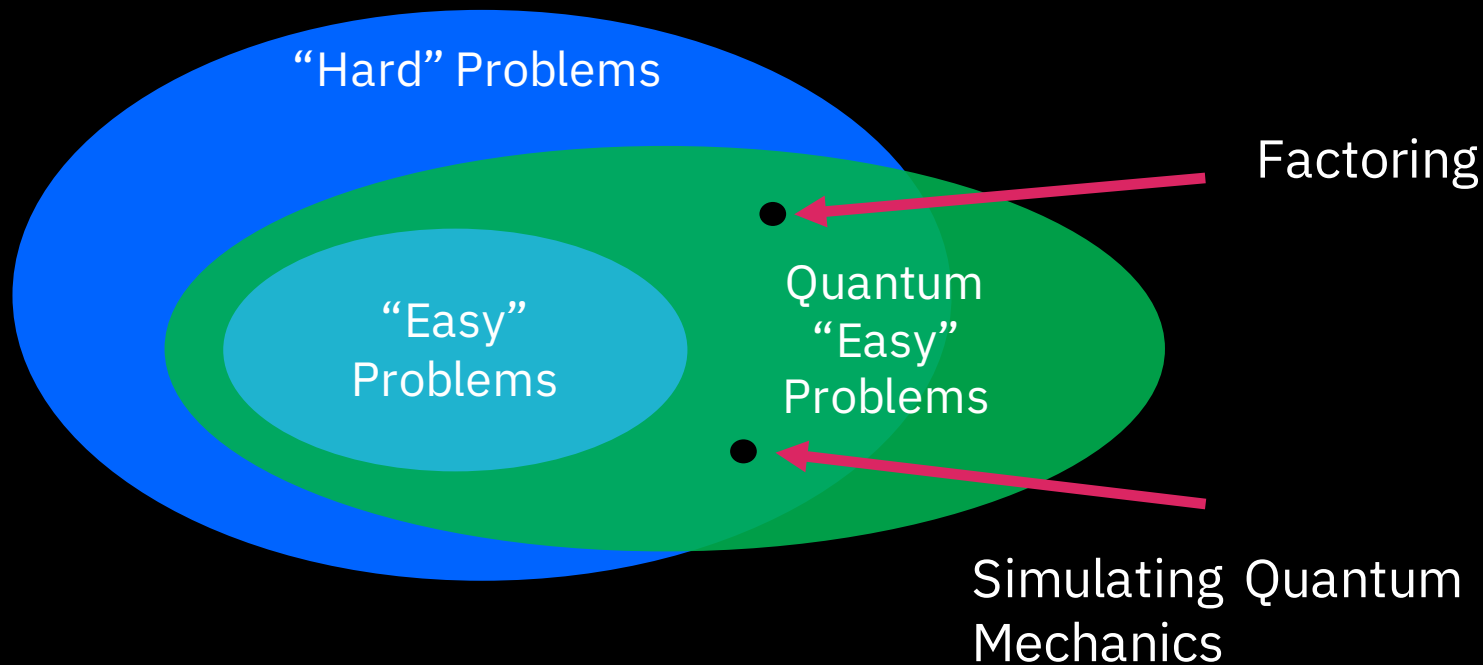 “Hard” Problems
Factoring
Quantum
“Easy”
Problems
“Easy”
Problems
Simulating Quantum
Mechanics